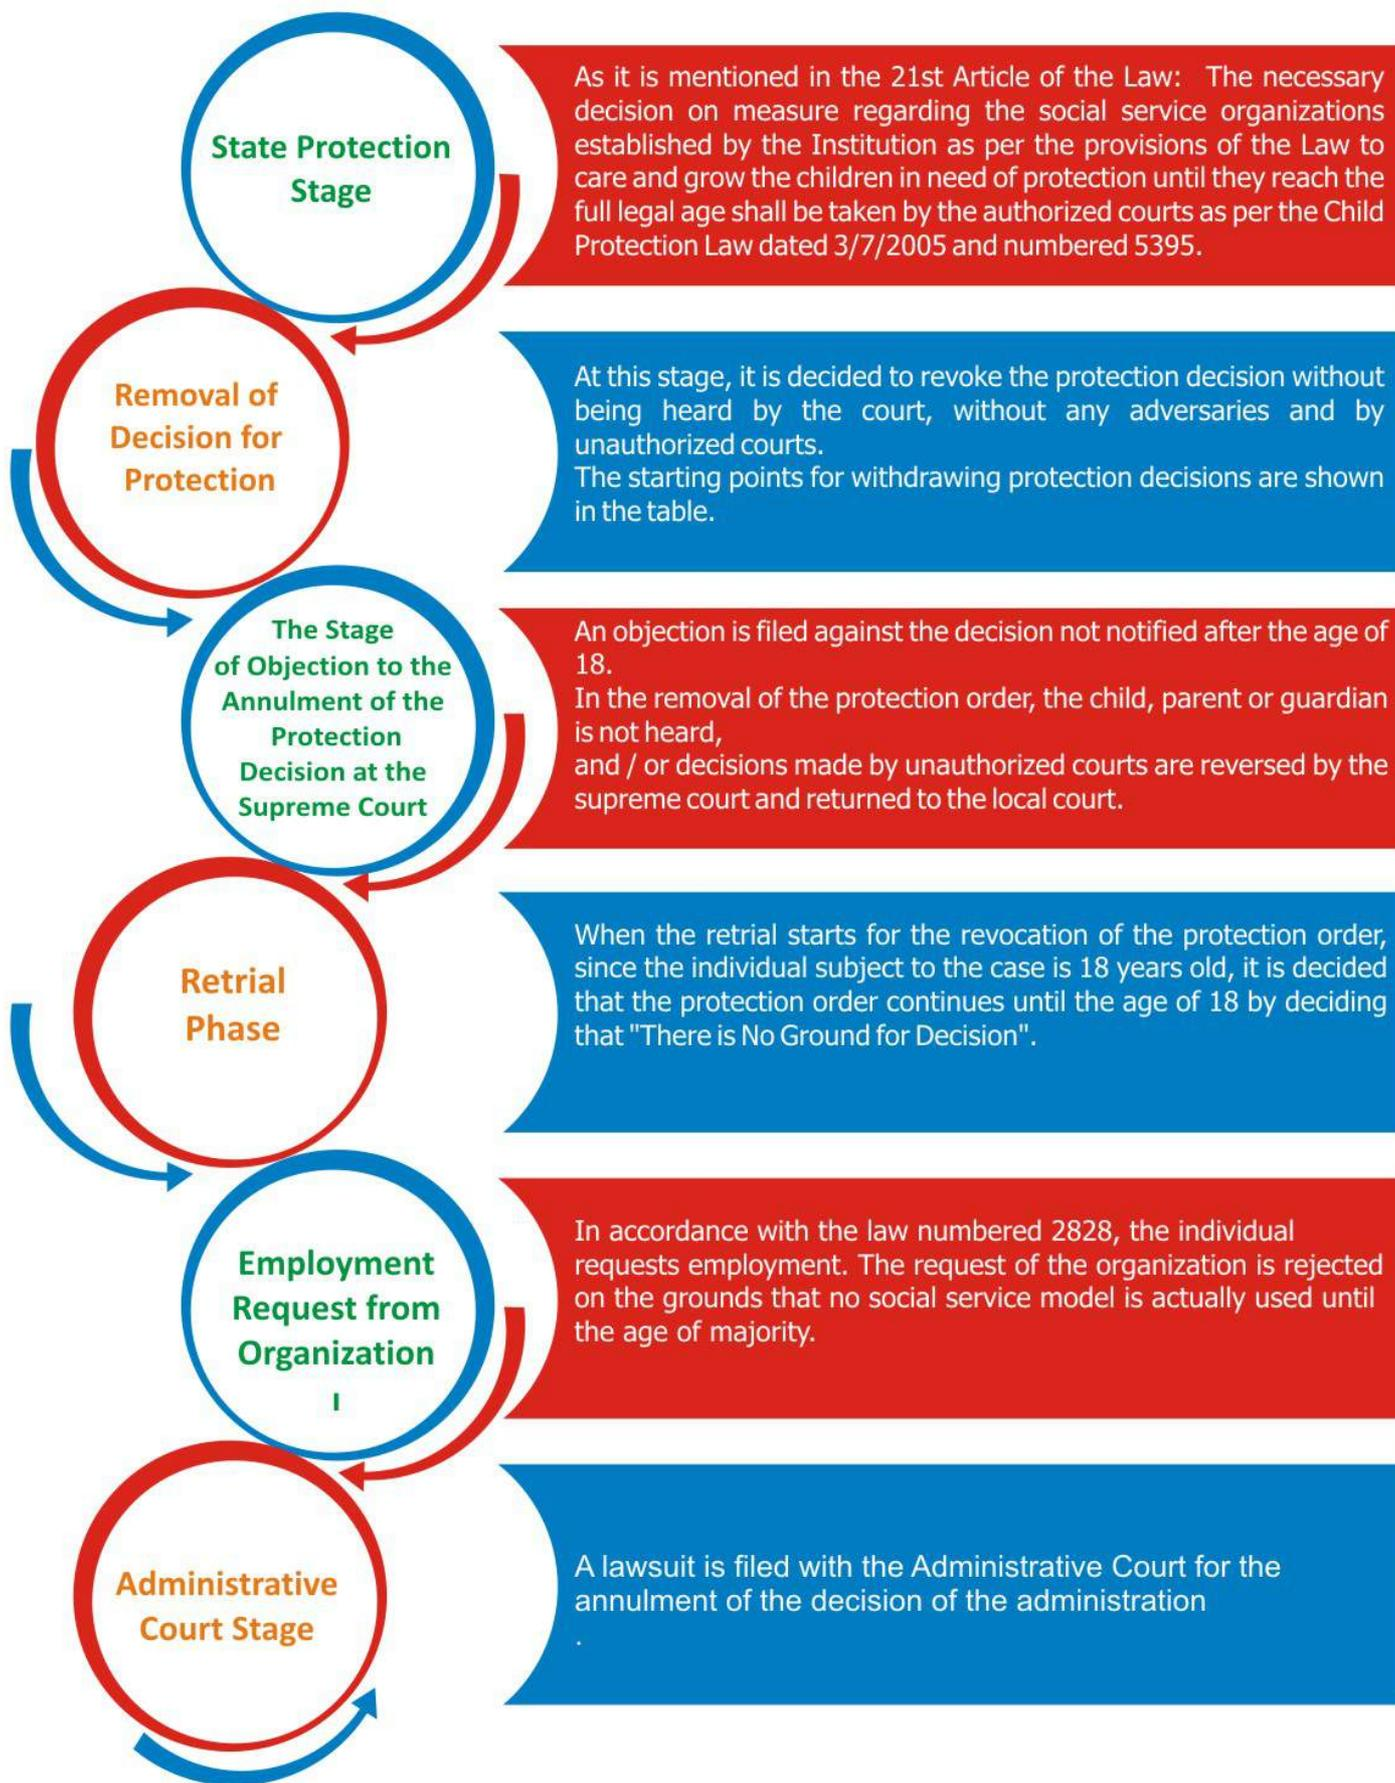 State Protection
Stage
As it is mentioned in the 21st Article of the Law: The necessary
decision on measure regarding the social service organizations
established by the Institution as per the provisions of the Law to
care and grow the children in need of protection until they reach the
full legal age shall be taken by the authorized courts as per the Child
Protection Law dated 3/7/2005 and numbered 5395.
Removal of
Decision for
Protection
At this stage, it is decided to revoke the protection decision without
being heard by the court, without any adversaries and by
unauthorized courts.
The starting points for withdrawing protection decisions are shown
in the table.
The Stage
of Objection to the
Annulment of the
Protection
Decision at the
Supreme Court
An objection is filed against the decision not notified after the age of
18.
In the removal of the protection order, the child, parent or guardian
is not heard,
and / or decisions made by unauthorized courts are reversed by the
supreme court and returned to the local court.
Retrial
Phase
When the retrial starts for the revocation of the protection order,
since the individual subject to the case is 18 years old, it is decided
that the protection order continues until the age of 18 by deciding
that "There is No Ground for Decision".
Employment
Request from
Organization
I
In accordance with the law numbered 2828, the individual
requests employment. The request of the organization is rejected
on the grounds that no social service model is actually used until
the age of majority.
Administrative
Court Stage
A lawsuit is filed with the Administrative Court for the
annulment of the decision of the administration
.